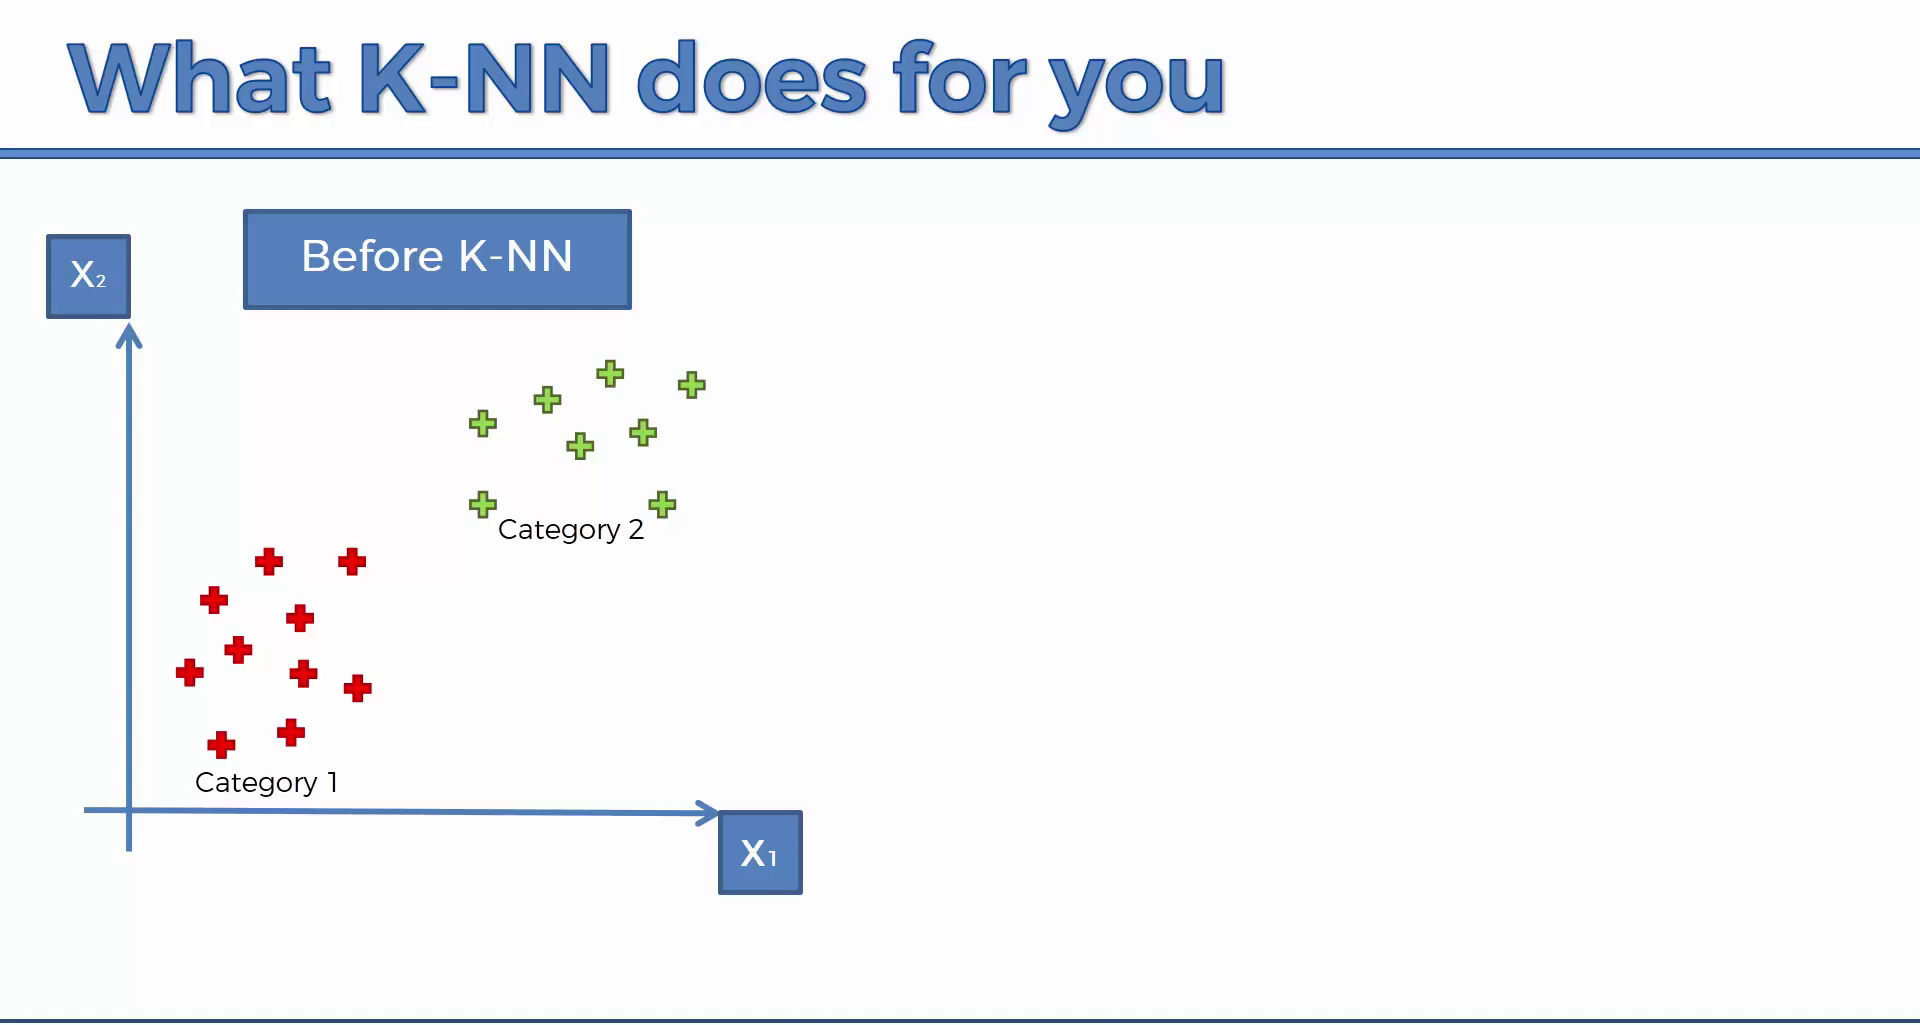 What K-NN does for you
Before K-NN
X₂
Category 2
Category 1
X₁